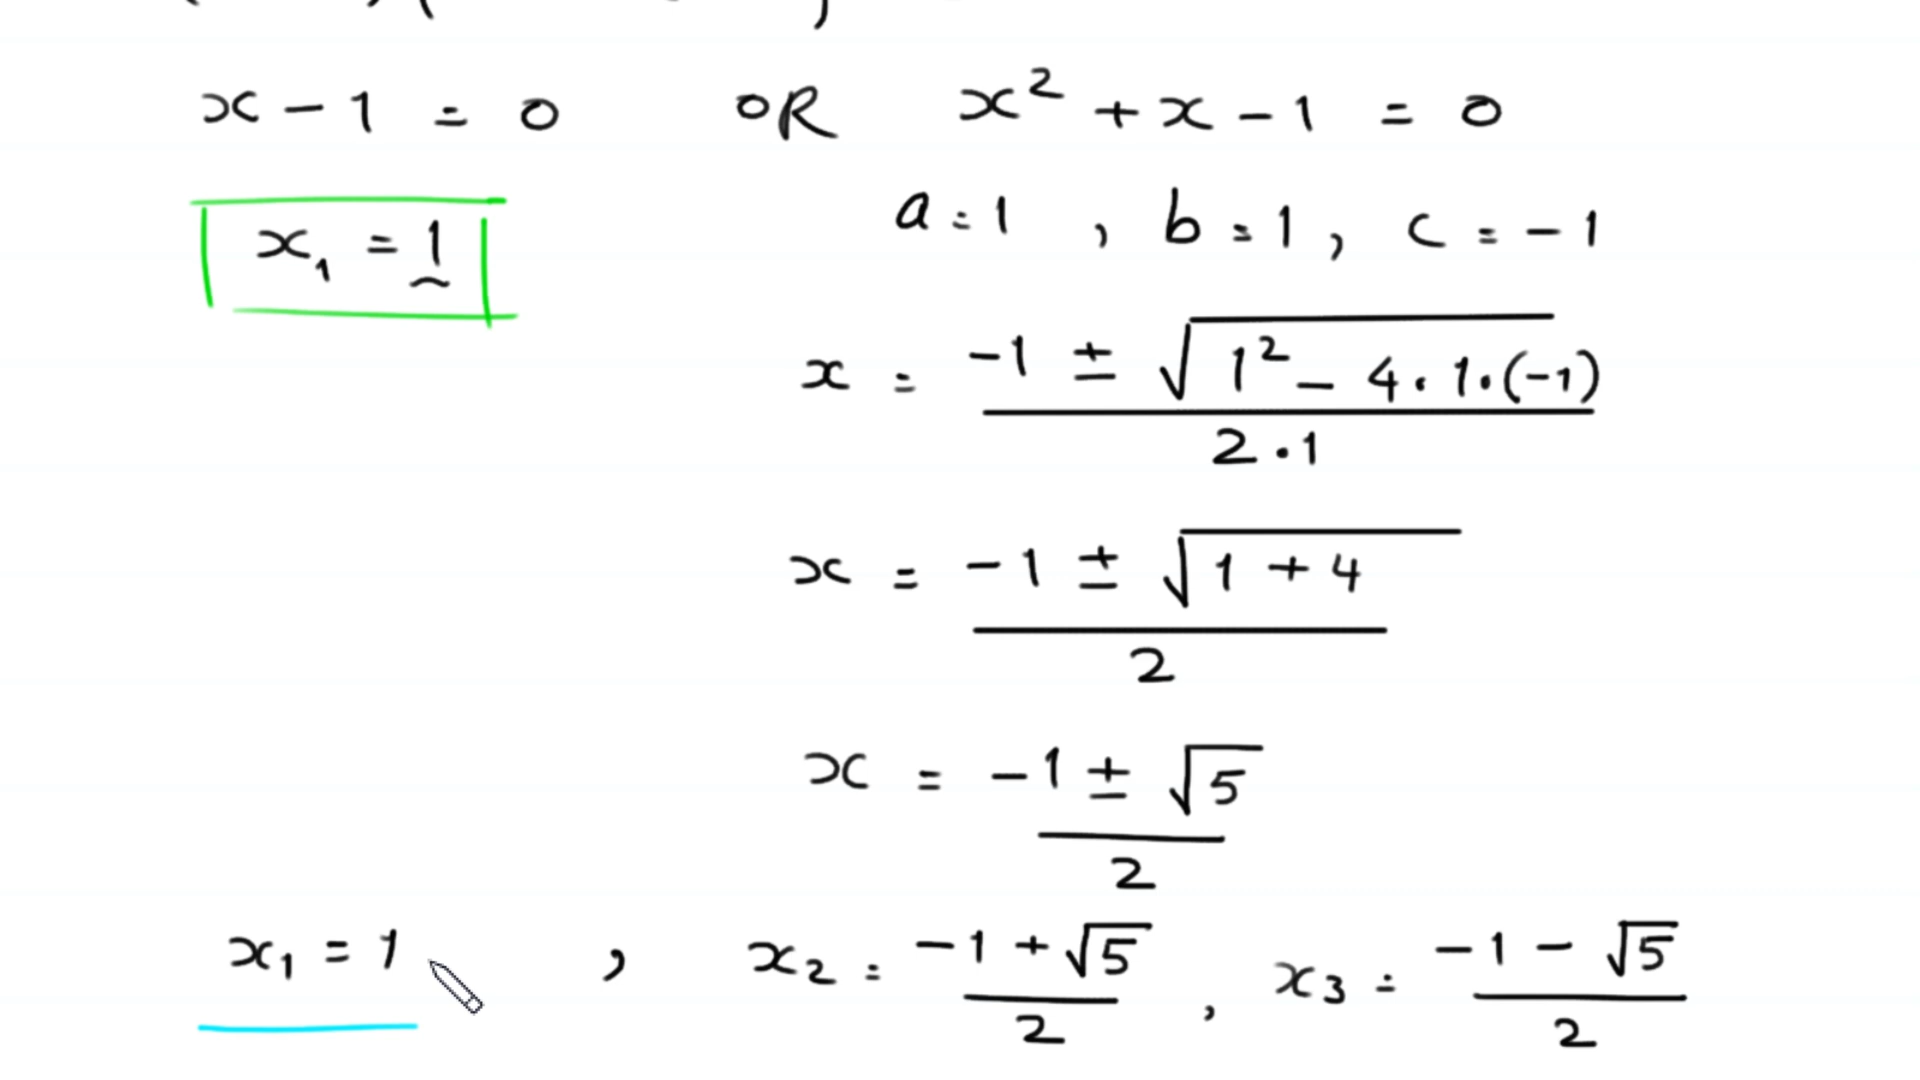 x - 1 = 0 OR x² + x - 1 = 0
x₁ = 1
a = 1 , b = 1 , c = -1
x = (-1 ± √(1² - 4 · 1 · (-1))) / (2 · 1)
x = (-1 ± √(1 + 4)) / 2
x = (-1 ± √5) / 2
x₁ = 1 , x₂ = (-1 + √5) / 2 , x₃ = (-1 - √5) / 2